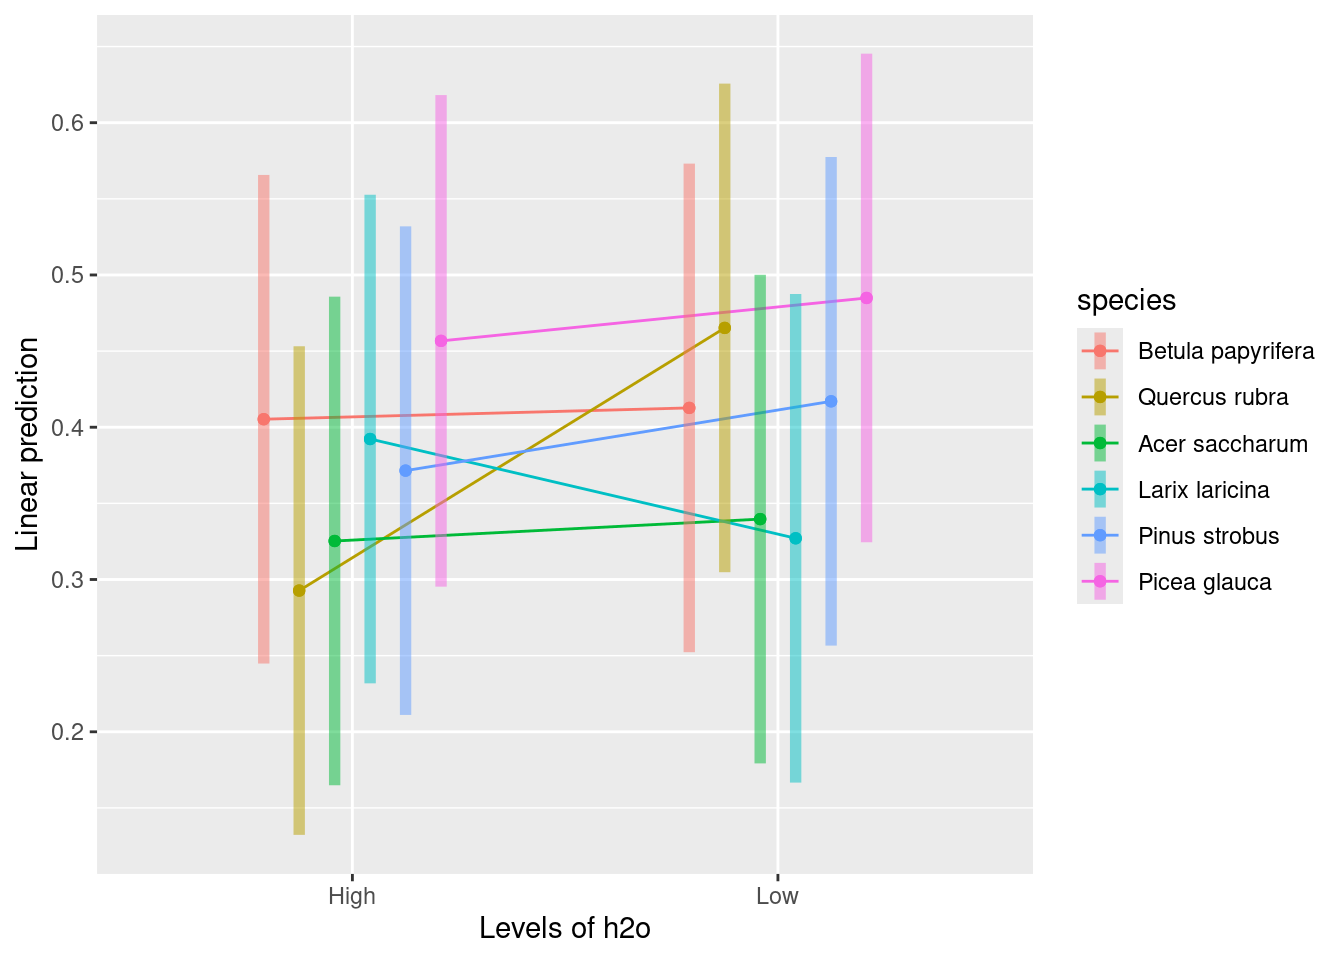 0.6
0.5
0.4
0.3
0.2
Linear prediction
High
Low
Levels of h2o
species
Betula papyrifera
Quercus rubra
Acer saccharum
Larix laricina
Pinus strobus
Picea glauca